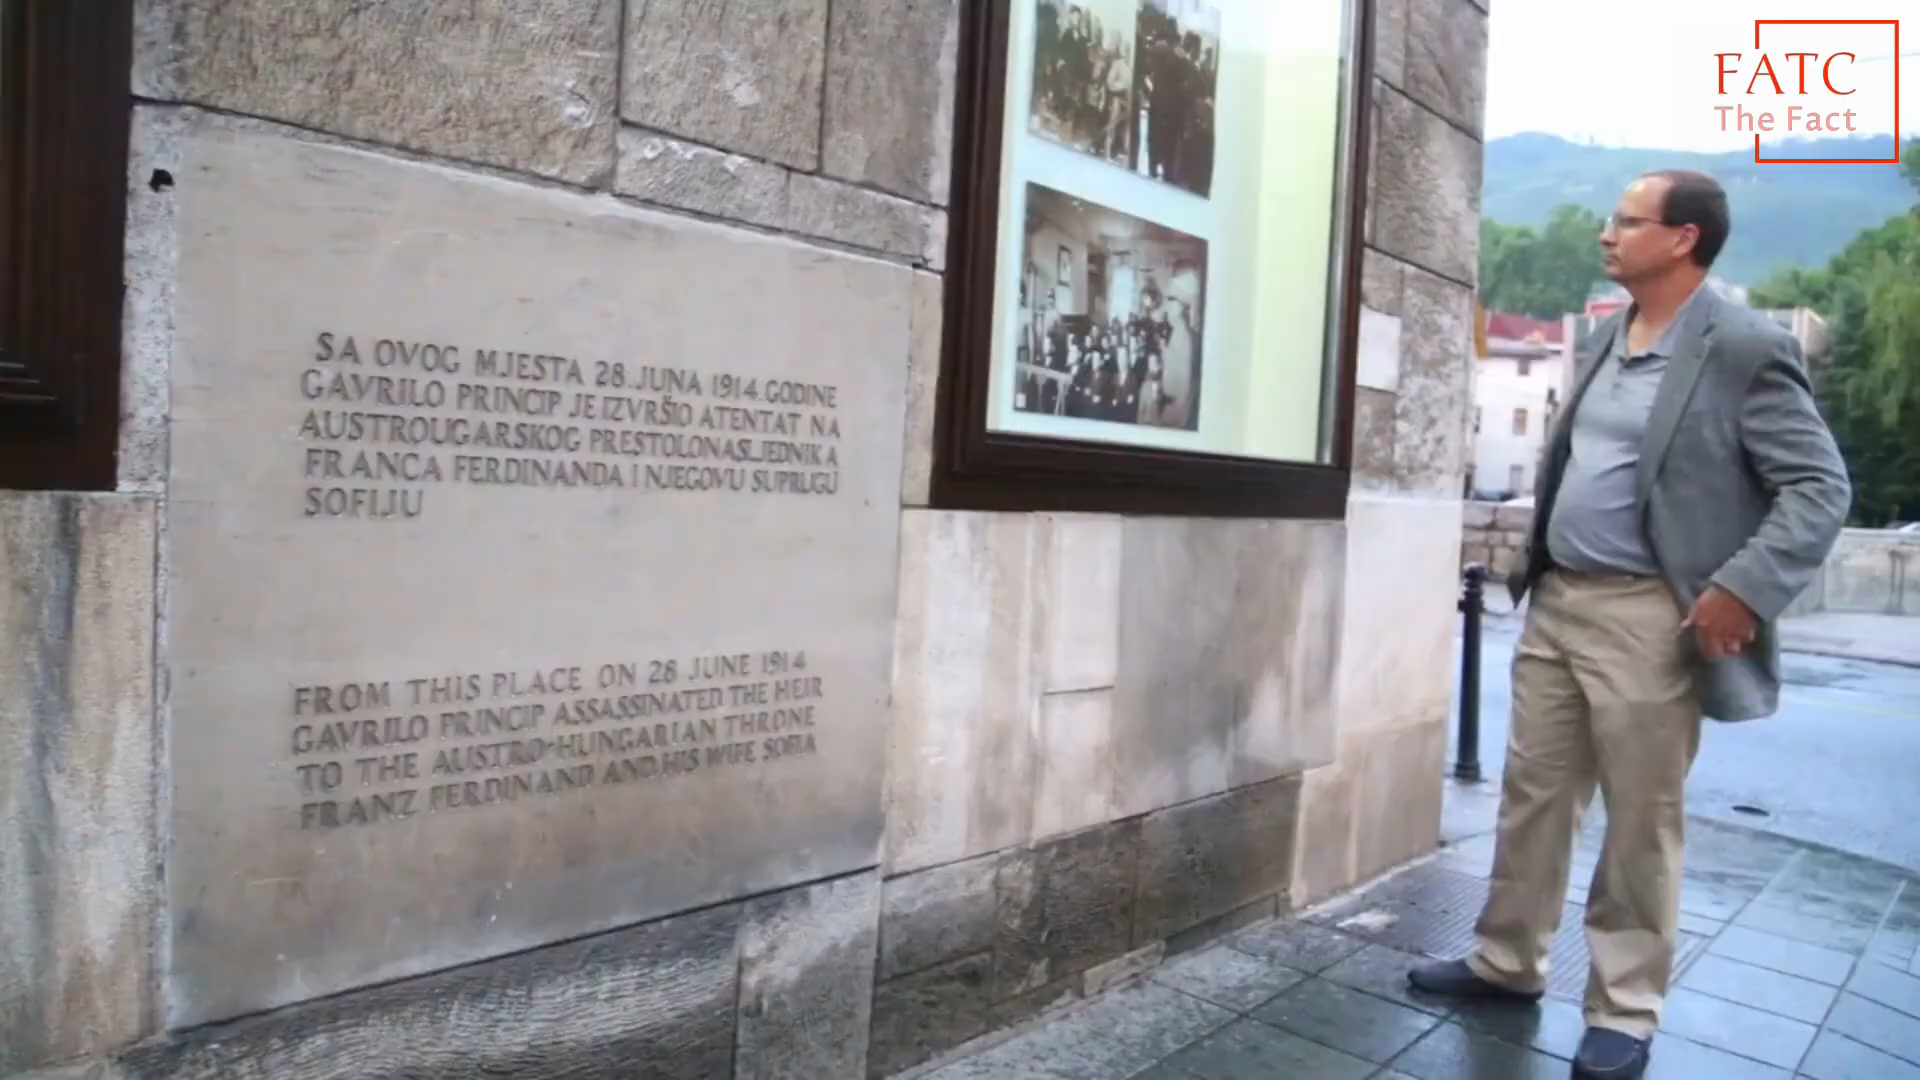 SA OVOG MJESTA 28.JUNA 1914.GODINE
GAVRILO PRINCIP JE IZVRŠIO ATENTAT NA
AUSTROUGARSKOG PRESTOLONASLJEDNIKA
FRANCA FERDINANDA I NJEGOVU SUPRUGU
SOFIJU
FROM THIS PLACE ON 28 JUNE 1914
GAVRILO PRINCIP ASSASSINATED THE HEIR
TO THE AUSTRO-HUNGARIAN THRONE
FRANZ FERDINAND AND HIS WIFE SOFIA
FATC
The Fact